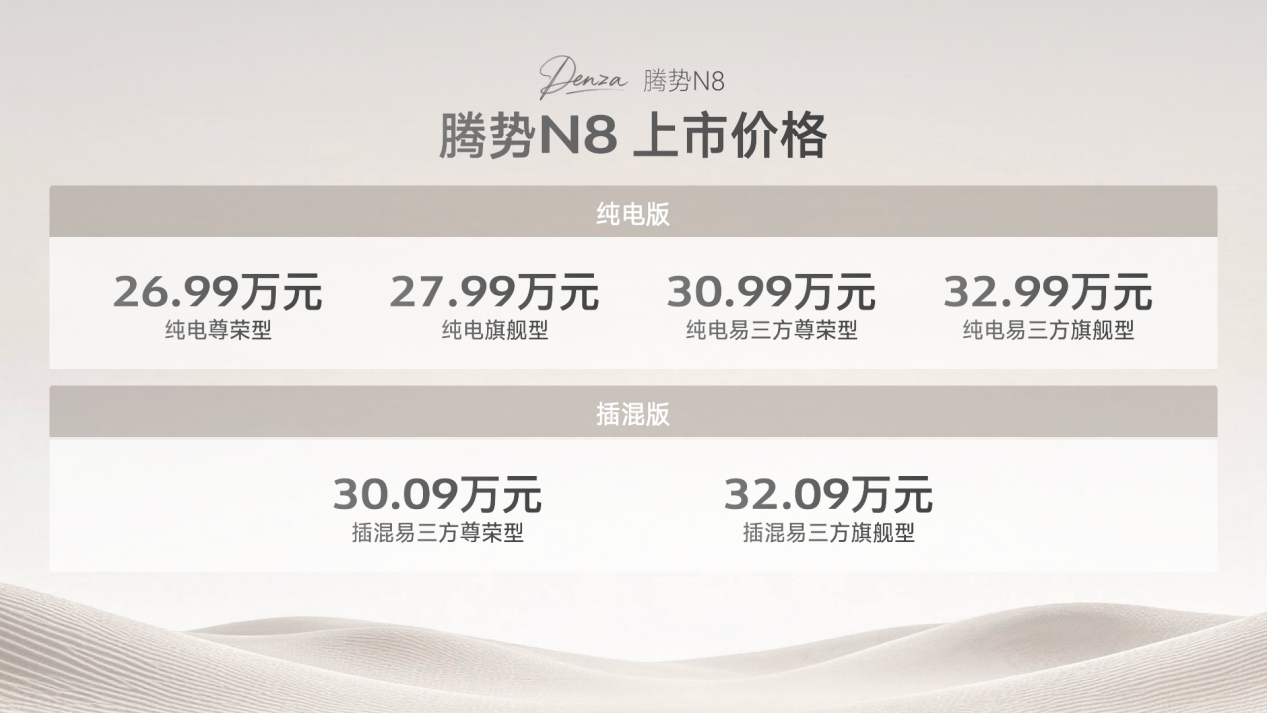 Denza 腾势N8
腾势N8 上市价格
纯电版
26.99万元 27.99万元 30.99万元 32.99万元
纯电尊荣型 纯电旗舰型 纯电易三方尊荣型 纯电易三方旗舰型
插混版
30.09万元 32.09万元
插混易三方尊荣型 插混易三方旗舰型